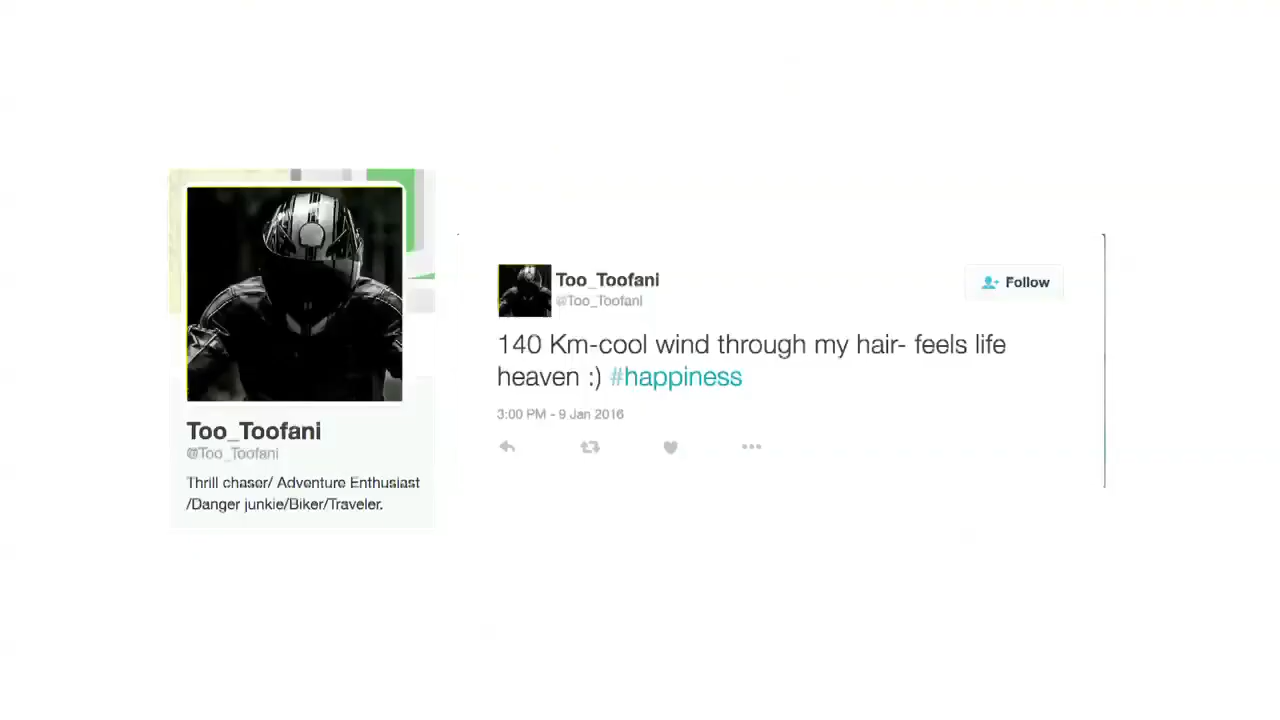 Too_Toofani
@Too_Toofani
Thrill chaser/ Adventure Enthusiast
/Danger junkie/Biker/Traveler.
Too_Toofani
@Too_Toofani
Follow
140 Km-cool wind through my hair- feels life
heaven :) #happiness
3:00 PM - 9 Jan 2016